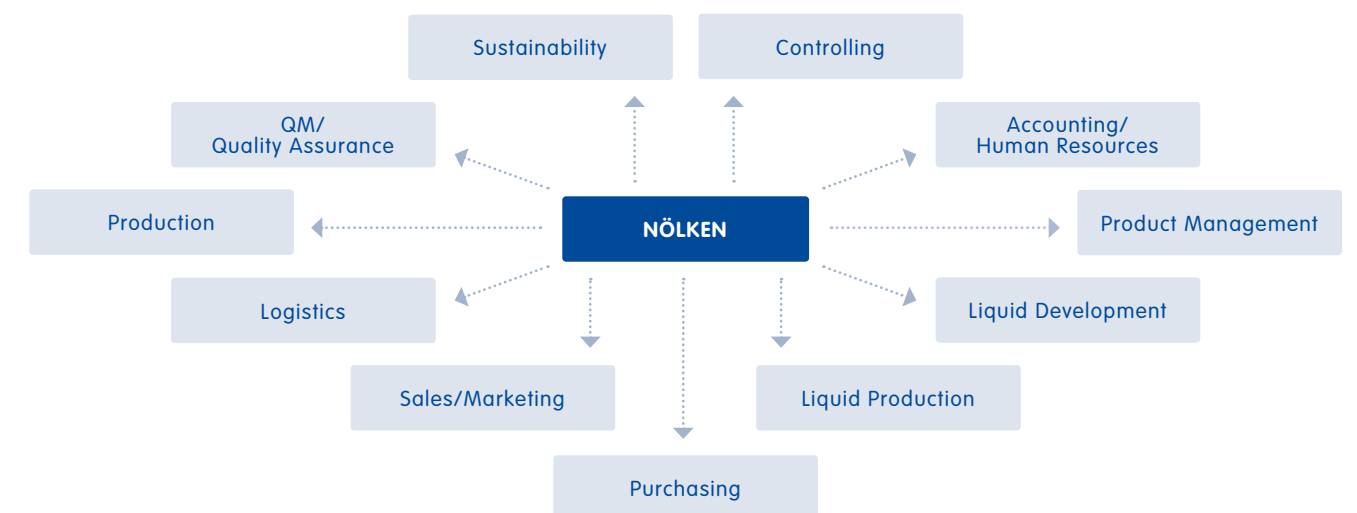 Sustainability
Controlling
QM/
Quality Assurance
Accounting/
Human Resources
Production
NÖLKEN
Product Management
Logistics
Liquid Development
Sales/Marketing
Liquid Production
Purchasing